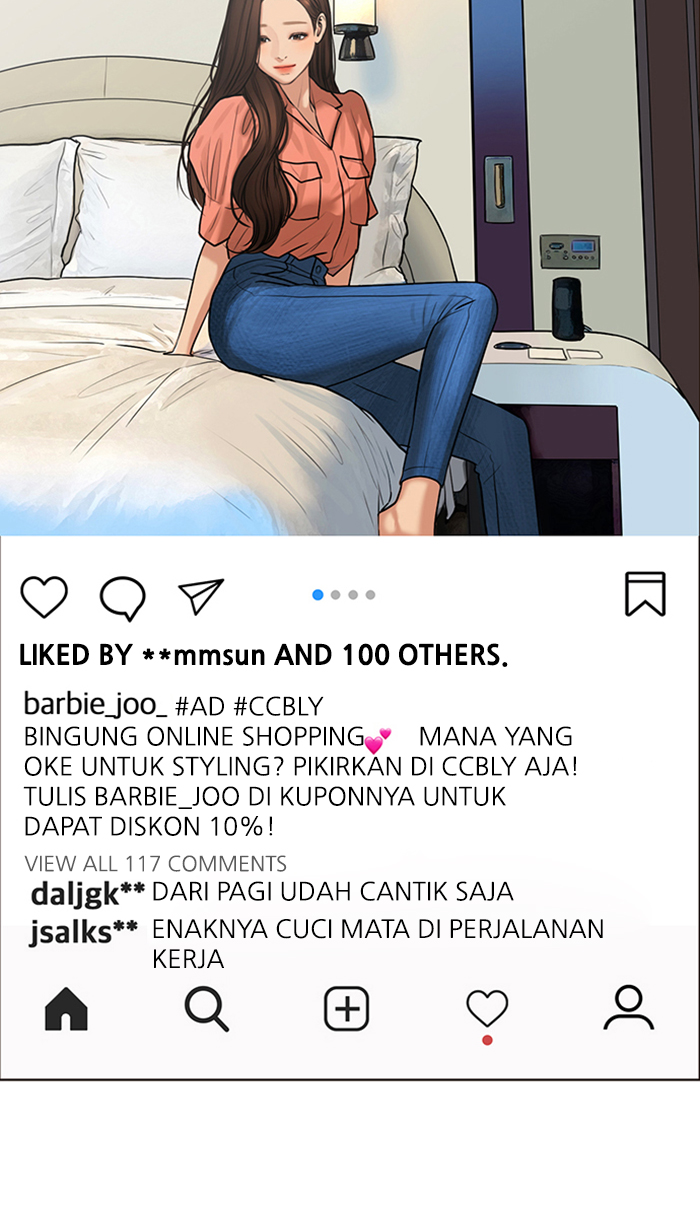 LIKED BY **mmsun AND 100 OTHERS.
barbie_joo_ #AD #CCBLY
BINGUNG ONLINE SHOPPING💕 MANA YANG
OKE UNTUK STYLING? PIKIRKAN DI CCBLY AJA!
TULIS BARBIE_JOO DI KUPONNYA UNTUK
DAPAT DISKON 10%!
VIEW ALL 117 COMMENTS
daljgk** DARI PAGI UDAH CANTIK SAJA
jsalks** ENAKNYA CUCI MATA DI PERJALANAN
KERJA